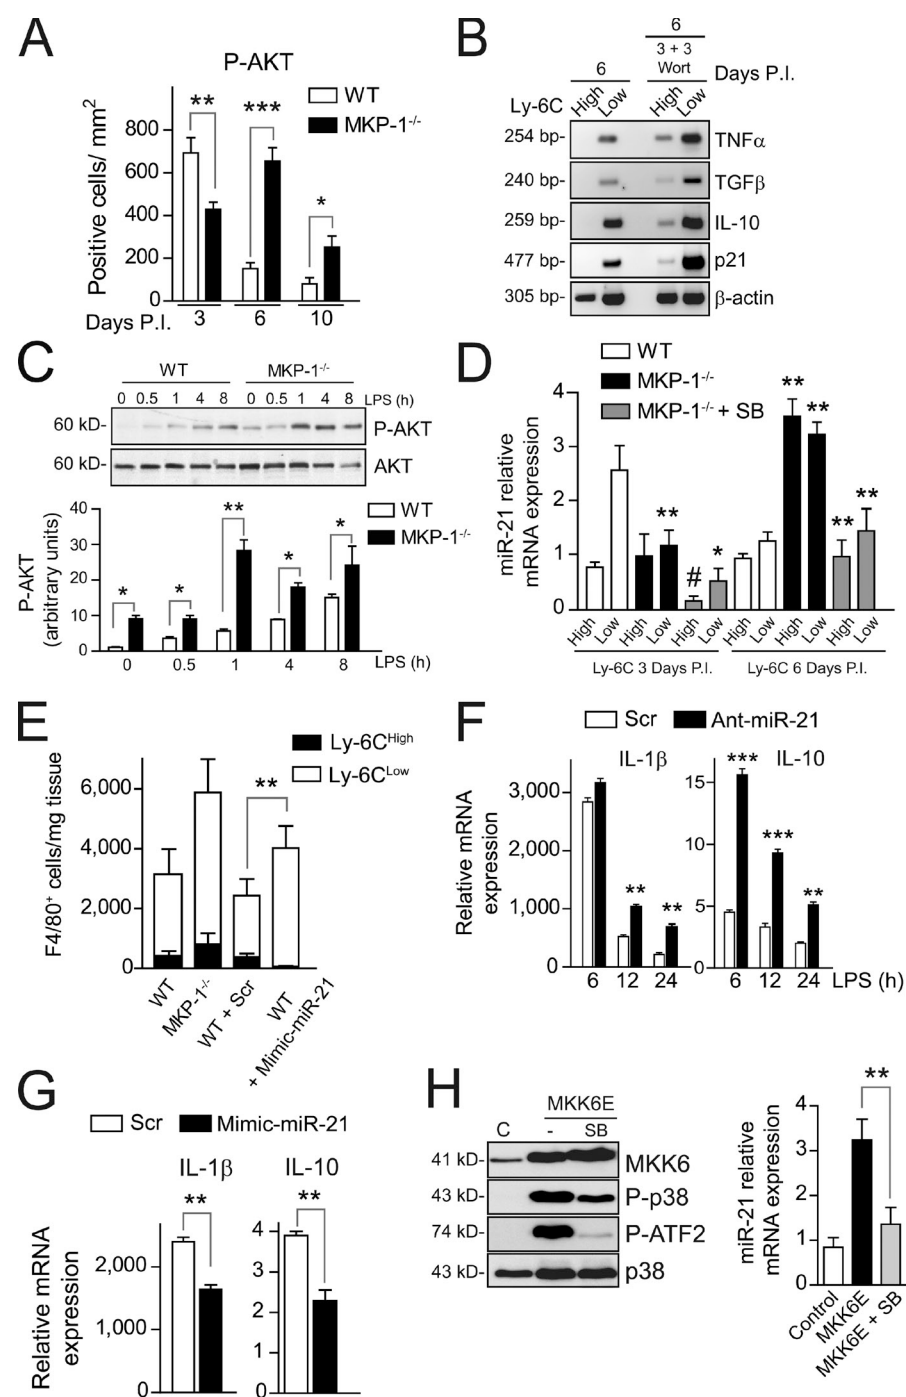 A
P-AKT
WT
MKP-1-/-
Positive cells/ mm2
800
600
400
200
0
** *** *
Days P.I. 3 6 10
B
6
3 + 3
6 Wort Days P.I.
Ly-6C High Low High Low
254 bp- TNFα
240 bp- TGFβ
259 bp- IL-10
477 bp- p21
305 bp- β-actin
C
WT MKP-1-/-
0 0.5 1 4 8 0 0.5 1 4 8 LPS (h)
60 kD- P-AKT
60 kD- AKT
WT
MKP-1-/-
P-AKT
(arbitrary units)
40
30
20
10
0
* * ** * *
0 0.5 1 4 8 LPS (h)
D
WT
MKP-1-/-
MKP-1-/- + SB
miR-21 relative
mRNA expression
4
3
2
1
0
** # * ** ** ** **
High Low High Low High Low High Low High Low High Low
Ly-6C 3 Days P.I. Ly-6C 6 Days P.I.
E
Ly-6CHigh
Ly-6CLow
F4/80+ cells/mg tissue
6,000
4,000
2,000
0
**
WT
MKP-1-/-
WT + Scr
WT
+ Mimic-miR-21
F
Scr Ant-miR-21
IL-1β IL-10
Relative mRNA
expression
3,000
2,000
1,000
0
** **
6 12 24
15
10
5
0
*** *** **
6 12 24 LPS (h)
G
Scr Mimic-miR-21
IL-1β IL-10
Relative mRNA
expression
2,000
1,000
0
**
4
3
2
1
0
**
H
MKK6E
C - SB
41 kD- MKK6
43 kD- P-p38
74 kD- P-ATF2
43 kD- p38
miR-21 relative
mRNA expression
4
3
2
1
0
**
Control
MKK6E
MKK6E + SB